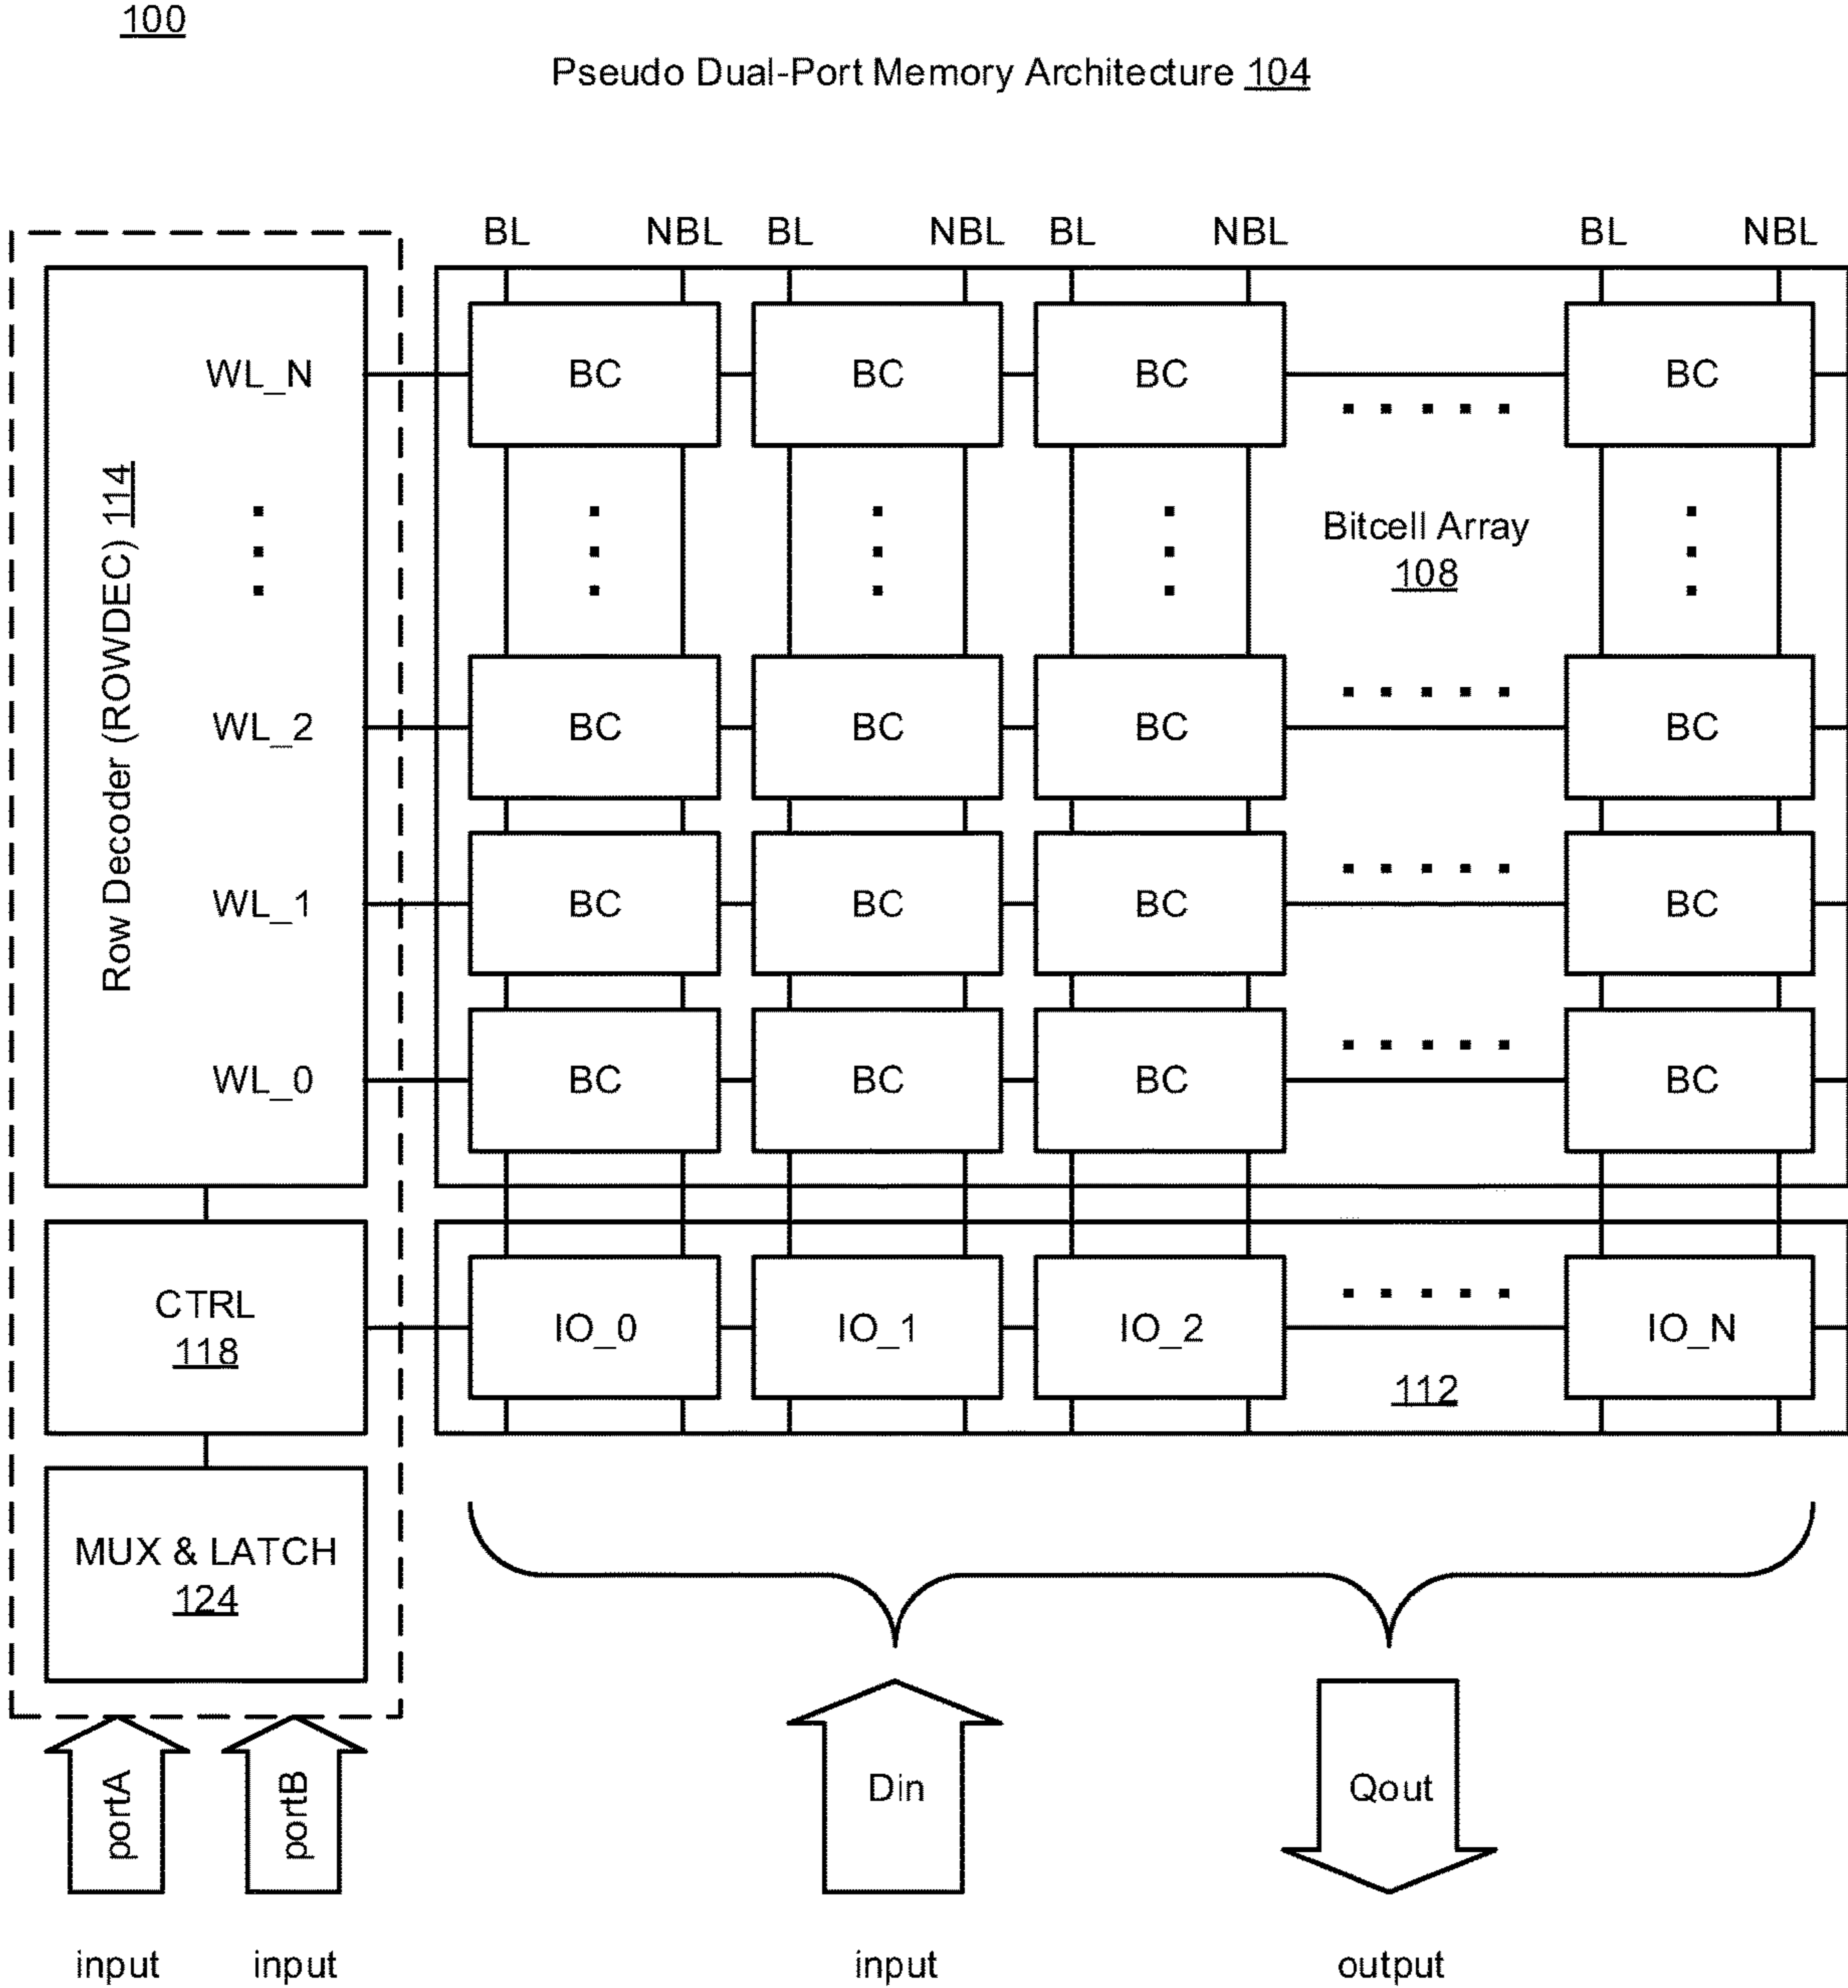 100
Pseudo Dual-Port Memory Architecture 104
BL NBL BL NBL BL NBL BL NBL
Row Decoder (ROWDEC) 114
WL_N BC BC BC BC
Bitcell Array
108
WL_2 BC BC BC BC
WL_1 BC BC BC BC
WL_0 BC BC BC BC
CTRL
118
IO_0 IO_1 IO_2 IO_N
112
MUX & LATCH
124
portA portB Din Qout
input input input output